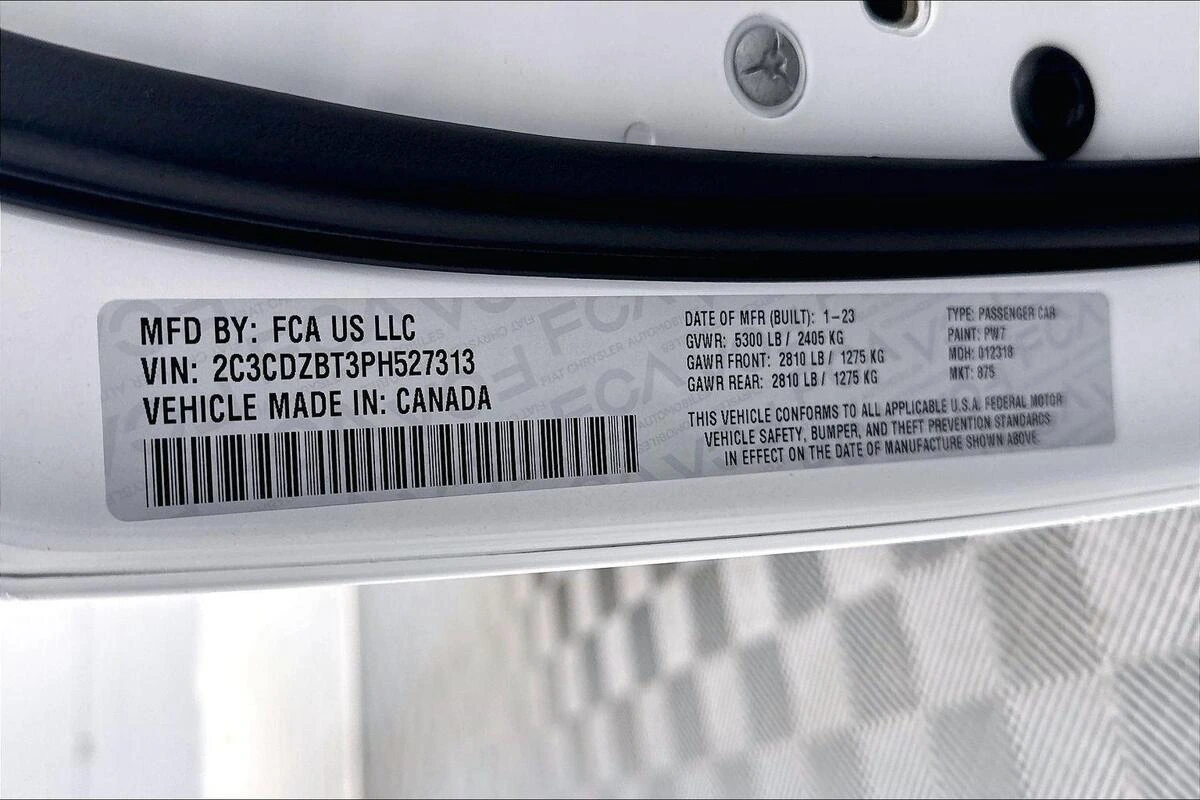 MFD BY: FCA US LLC
VIN: 2C3CDZBT3PH527313
VEHICLE MADE IN: CANADA
DATE OF MFR (BUILT): 1-23
GVWR: 5300 LB / 2405 KG
GAWR FRONT: 2810 LB / 1275 KG
GAWR REAR: 2810 LB / 1275 KG
TYPE: PASSENGER CAR
PAINT: PW7
MDH: 012318
MKT: 875
THIS VEHICLE CONFORMS TO ALL APPLICABLE U.S.A. FEDERAL MOTOR
VEHICLE SAFETY, BUMPER, AND THEFT PREVENTION STANDARDS
IN EFFECT ON THE DATE OF MANUFACTURE SHOWN ABOVE